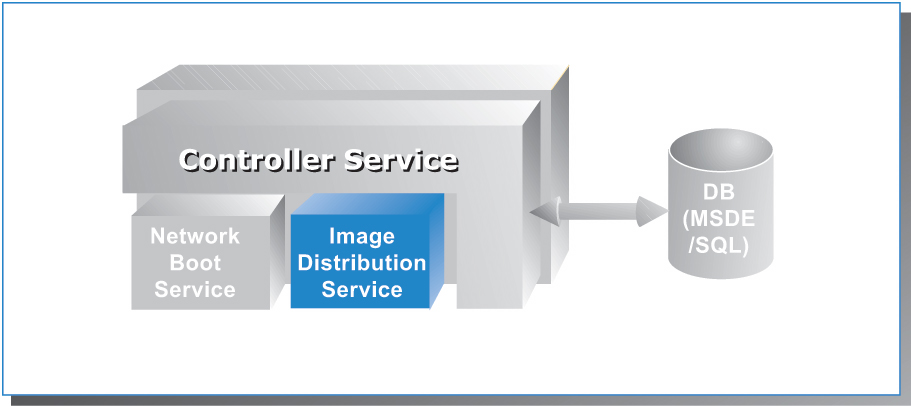 Controller Service
Network
Boot
Service
Image
Distribution
Service
DB
(MSDE
/SQL)